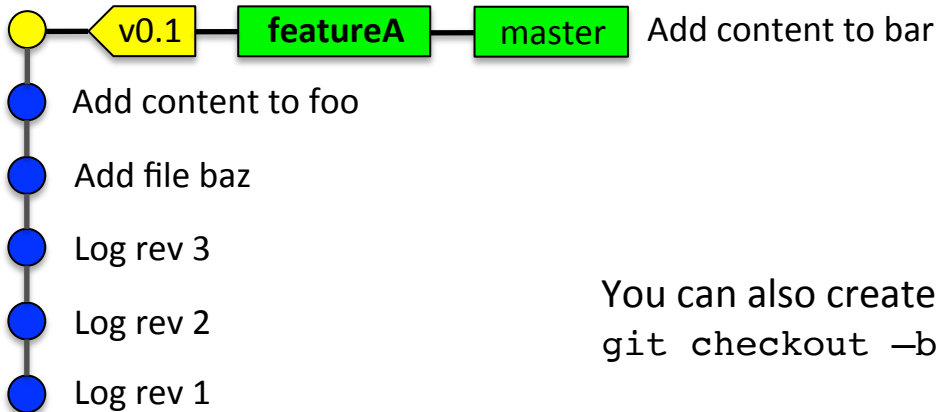 v0.1 featureA master Add content to bar
Add content to foo
Add file baz
Log rev 3
Log rev 2
Log rev 1
You can also create
git checkout –b